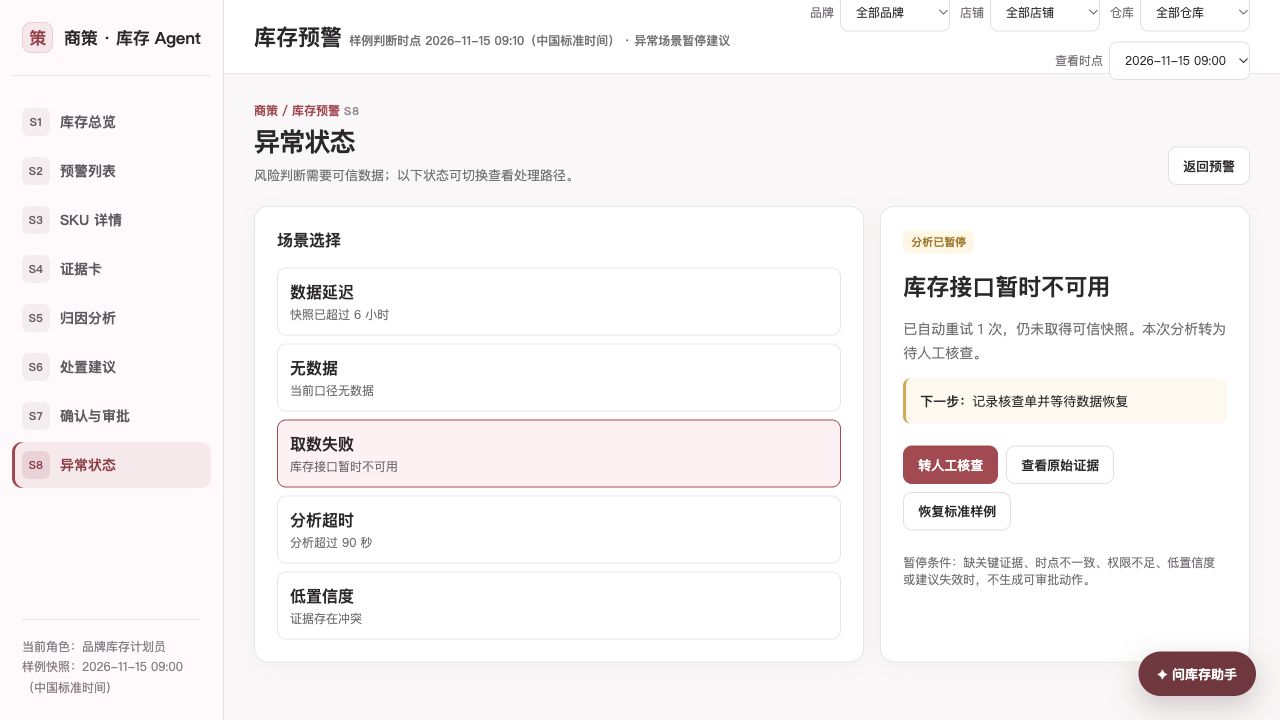 策 商策 · 库存 Agent
S1 库存总览
S2 预警列表
S3 SKU 详情
S4 证据卡
S5 归因分析
S6 处置建议
S7 确认与审批
S8 异常状态
当前角色：品牌库存计划员
样例快照：2026-11-15 09:00
（中国标准时间）
库存预警 样例判断时点 2026-11-15 09:10（中国标准时间） · 异常场景暂停建议
品牌 全部品牌 店铺 全部店铺 仓库 全部仓库
查看时点 2026-11-15 09:00
商策 / 库存预警 S8
异常状态
风险判断需要可信数据；以下状态可切换查看处理路径。
返回预警
场景选择
数据延迟
快照已超过 6 小时
无数据
当前口径无数据
取数失败
库存接口暂时不可用
分析超时
分析超过 90 秒
低置信度
证据存在冲突
分析已暂停
库存接口暂时不可用
已自动重试 1 次，仍未取得可信快照。本次分析转为
待人工核查。
下一步：记录核查单并等待数据恢复
转人工核查 查看原始证据
恢复标准样例
暂停条件：缺关键证据、时点不一致、权限不足、低置信度
或建议失效时，不生成可审批动作。
✦ 问库存助手